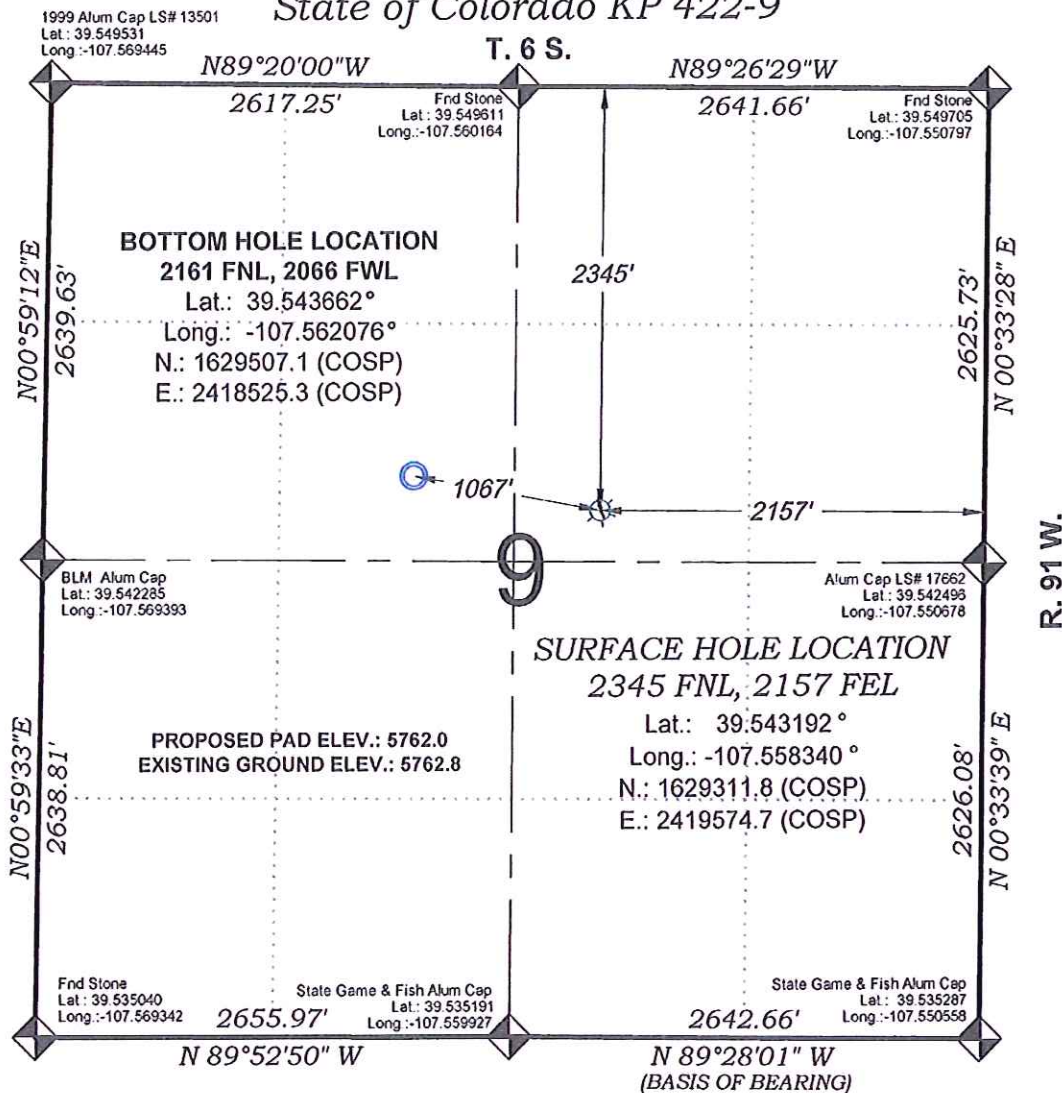 State of Colorado KP 422-9
T. 6 S.
1999 Alum Cap LS# 13501
Lat.: 39.549531
Long.:-107.569445
N89°20'00"W
2617.25'
Fnd Stone
Lat.: 39.549611
Long.:-107.560164
N89°26'29"W
2641.66'
Fnd Stone
Lat.: 39.549705
Long.:-107.550797
N00°59'12"E
2639.63'
BOTTOM HOLE LOCATION
2161 FNL, 2066 FWL
Lat.: 39.543662°
Long.: -107.562076°
N.: 1629507.1 (COSP)
E.: 2418525.3 (COSP)
2345'
2625.73'
N 00°33'28" E
1067'
2157'
R. 91 W.
9
BLM Alum Cap
Lat.: 39.542285
Long.:-107.569393
Alum Cap LS# 17662
Lat.: 39.542496
Long.:-107.550678
SURFACE HOLE LOCATION
2345 FNL, 2157 FEL
Lat.: 39.543192 °
Long.: -107.558340 °
N.: 1629311.8 (COSP)
E.: 2419574.7 (COSP)
PROPOSED PAD ELEV.: 5762.0
EXISTING GROUND ELEV.: 5762.8
N00°59'33"E
2638.81'
2626.08'
N 00°33'39" E
Fnd Stone
Lat.: 39.535040
Long.:-107.569342
2655.97'
N 89°52'50" W
State Game & Fish Alum Cap
Lat.: 39.535191
Long.:-107.559927
2642.66'
N 89°28'01" W
(BASIS OF BEARING)
State Game & Fish Alum Cap
Lat.: 39.535287
Long.:-107.550558